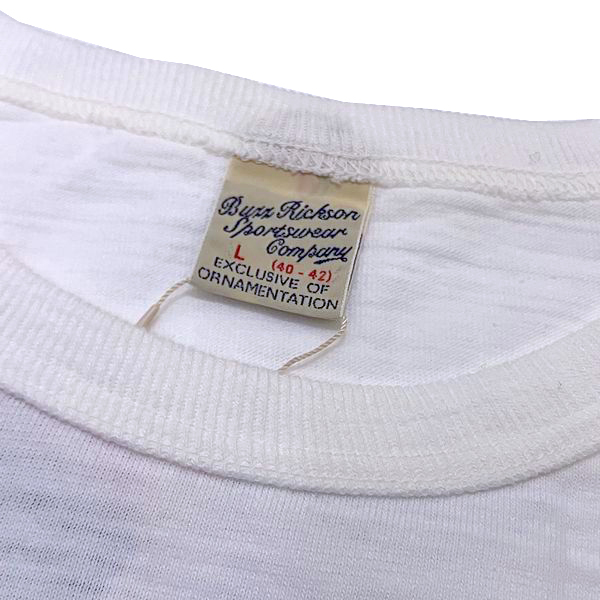 Buzz Rickson
Sportswear
Company
L (40 - 42)
EXCLUSIVE OF
ORNAMENTATION